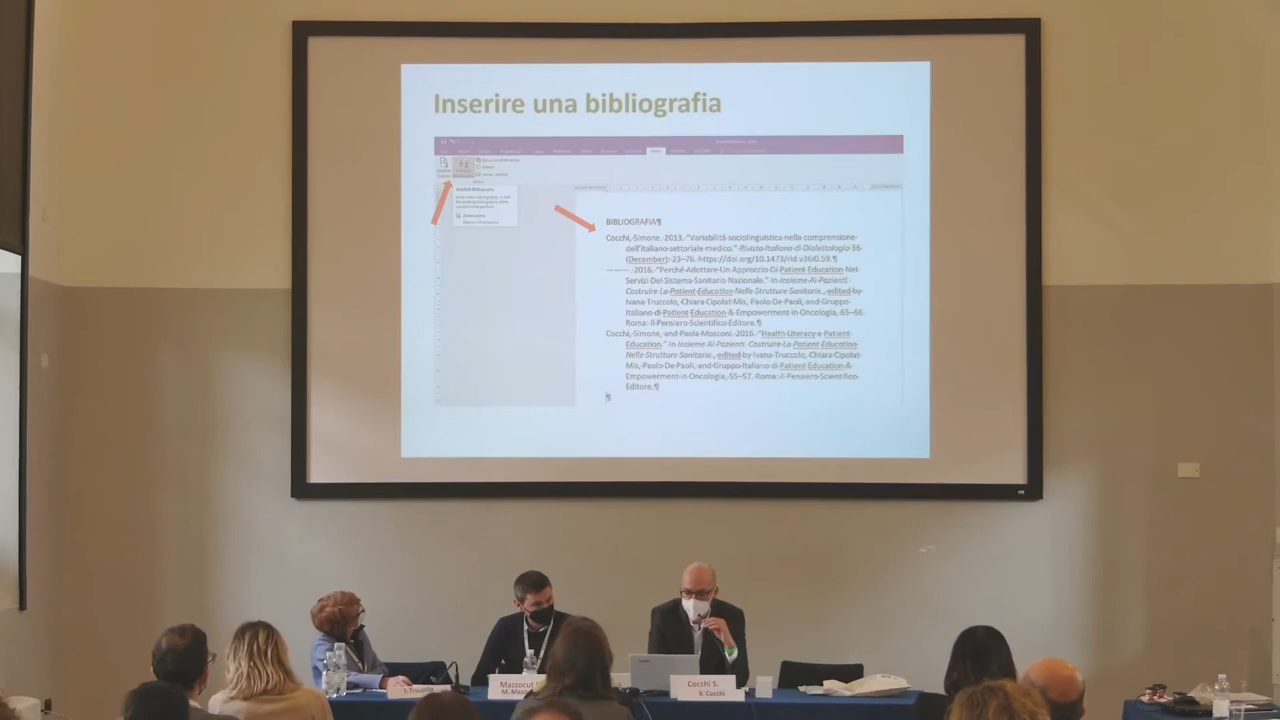 Inserire una bibliografia
BIBLIOGRAFIA¶
Cocchi, Simone. 2013. "Variabilità sociolinguistica nella comprensione
dell'italiano settoriale medico." Rivista Italiana di Dialettologia 36
(December): 23–76. https://doi.org/10.1473/rid.v36i0.59.¶
———. 2016. "Perché Adottare Un Approccio Di Patient Education Nei
Servizi Del Sistema Sanitario Nazionale." In Insieme Ai Pazienti.
Costruire La Patient Education Nelle Strutture Sanitarie., edited by
Ivana Truccolo, Chiara Cipolat Mis, Paolo De Paoli, and Gruppo
Italiano di Patient Education & Empowerment in Oncologia, 65–66.
Roma: Il Pensiero Scientifico Editore.¶
Cocchi, Simone, and Paola Mosconi. 2016. "Health Literacy e Patient
Education." In Insieme Ai Pazienti. Costruire La Patient Education
Nelle Strutture Sanitarie., edited by Ivana Truccolo, Chiara Cipolat
Mis, Paolo De Paoli, and Gruppo Italiano di Patient Education &
Empowerment in Oncologia, 55–57. Roma: Il Pensiero Scientifico
Editore.¶
¶
I. Truccolo
Mazzocut
Cocchi S.
S. Cocchi